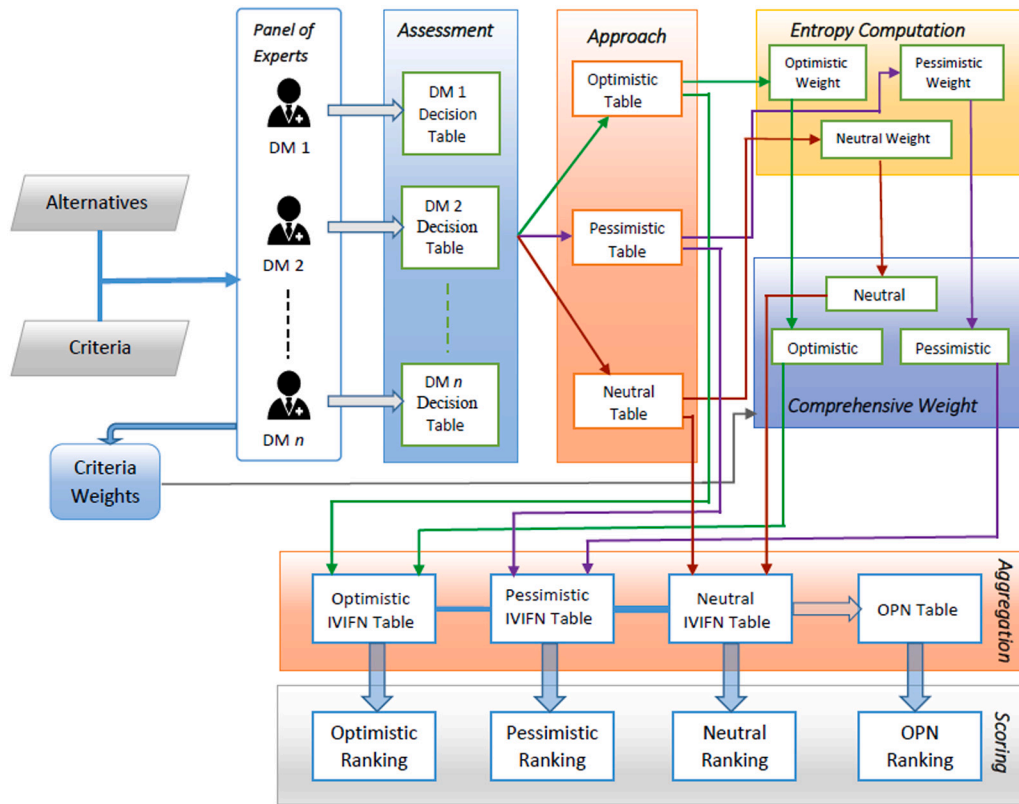 Alternatives
Criteria
Criteria
Weights
Panel of
Experts
DM 1
DM 2
DM n
Assessment
DM 1
Decision
Table
DM 2
Decision
Table
DM n
Decision
Table
Approach
Optimistic
Table
Pessimistic
Table
Neutral
Table
Entropy Computation
Optimistic
Weight
Pessimistic
Weight
Neutral Weight
Neutral
Optimistic
Pessimistic
Comprehensive Weight
Optimistic
IVIFN Table
Pessimistic
IVIFN Table
Neutral
IVIFN Table
OPN Table
Aggregation
Optimistic
Ranking
Pessimistic
Ranking
Neutral
Ranking
OPN
Ranking
Scoring